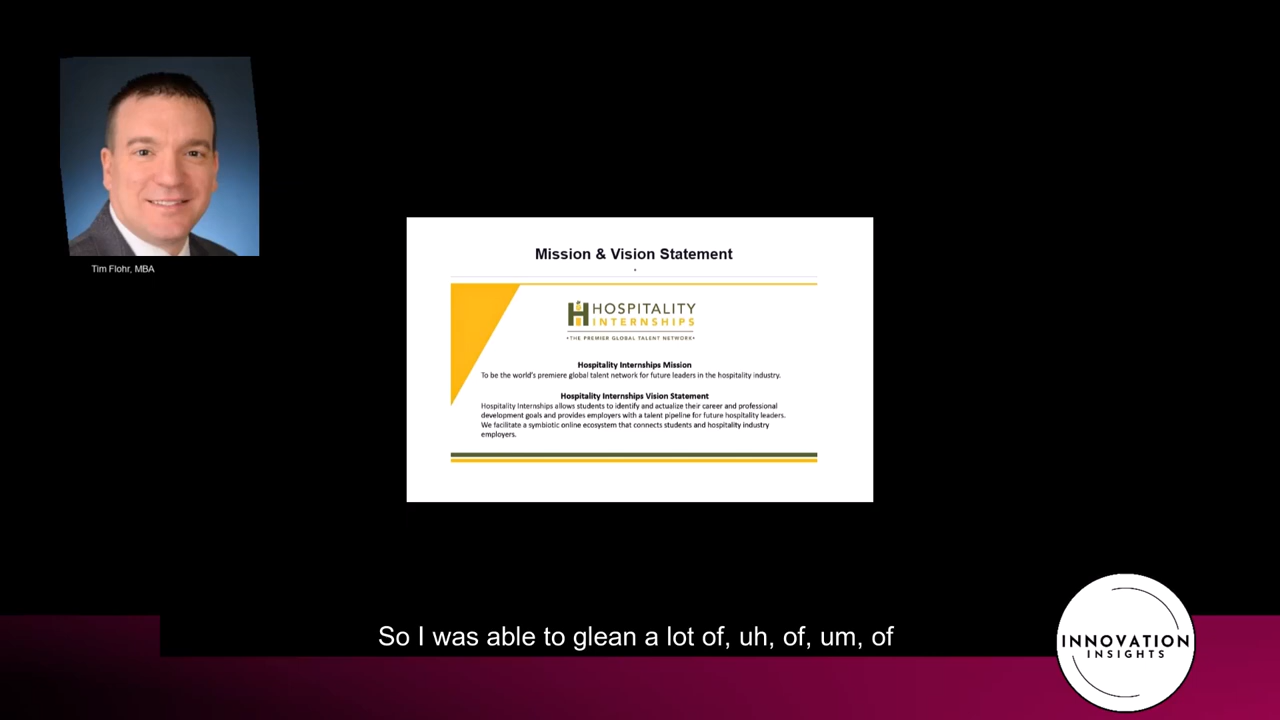 Tim Flohr, MBA
Mission & Vision Statement
HOSPITALITY
INTERNSHIPS
•THE PREMIER GLOBAL TALENT NETWORK•
Hospitality Internships Mission
To be the world's premiere global talent network for future leaders in the hospitality industry.
Hospitality Internships Vision Statement
Hospitality Internships allows students to identify and actualize their career and professional
development goals and provides employers with a talent pipeline for future hospitality leaders.
We facilitate a symbiotic online ecosystem that connects students and hospitality industry
employers.
So I was able to glean a lot of, uh, of, um, of
INNOVATION
INSIGHTS